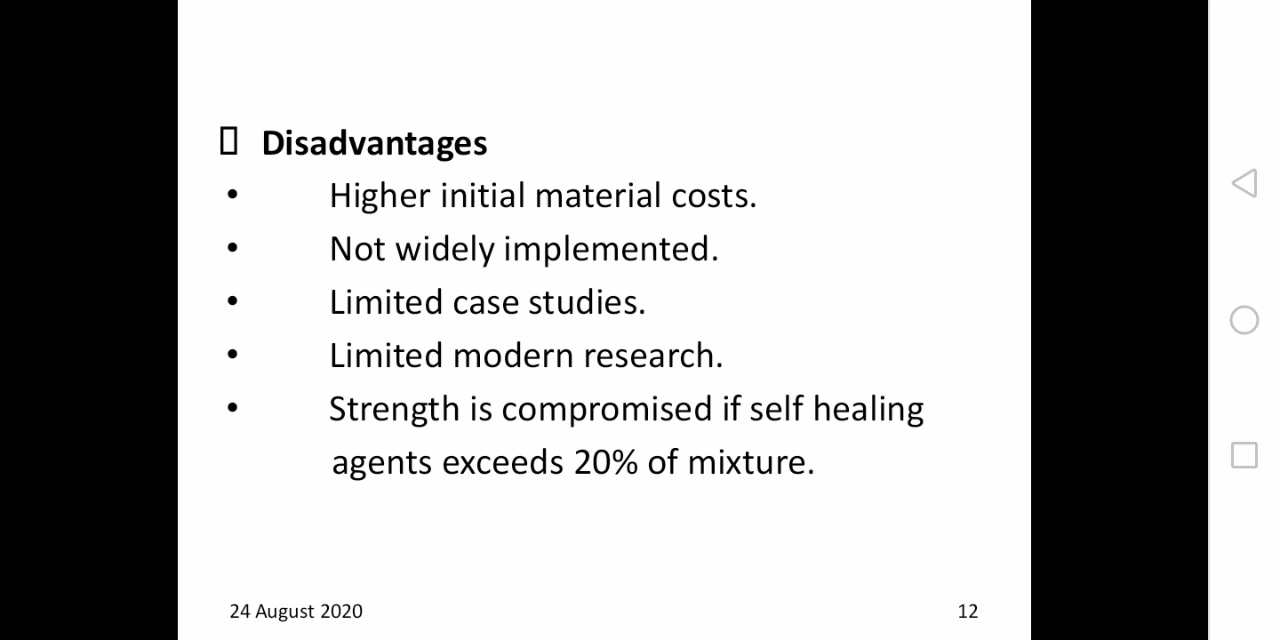 Disadvantages
• Higher initial material costs.
• Not widely implemented.
• Limited case studies.
• Limited modern research.
• Strength is compromised if self healing
agents exceeds 20% of mixture.
24 August 2020
12